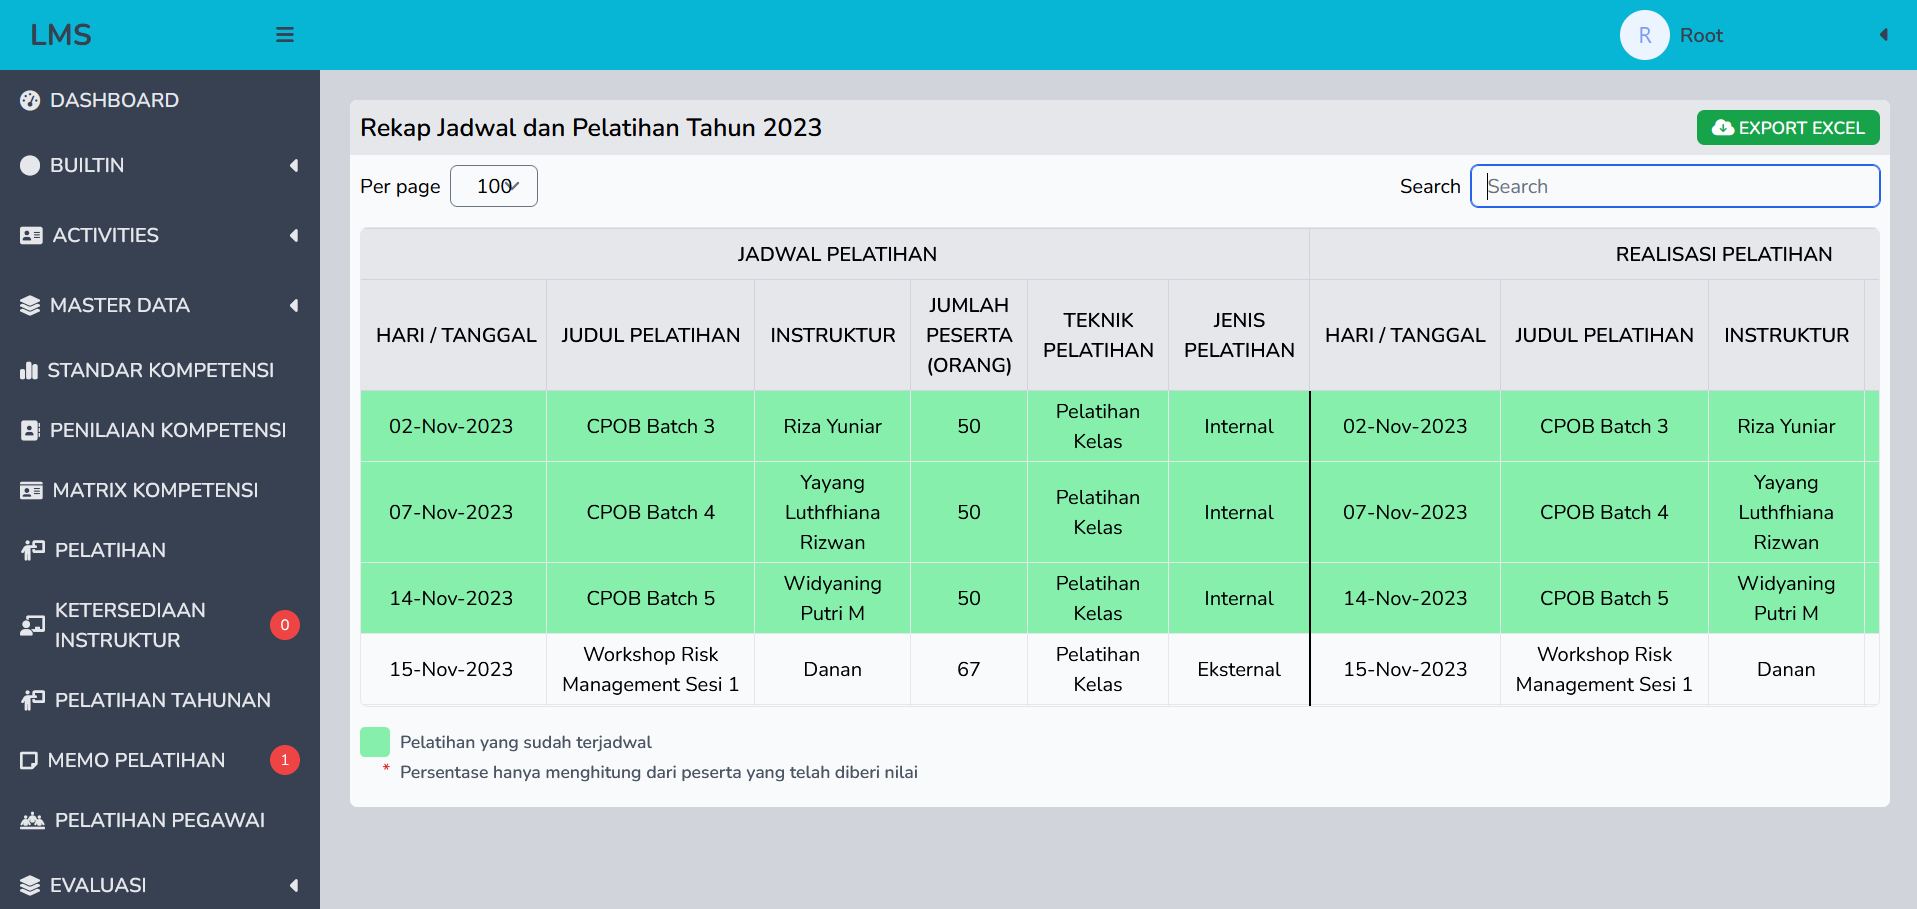 LMS
R Root
DASHBOARD
BUILTIN
ACTIVITIES
MASTER DATA
STANDAR KOMPETENSI
PENILAIAN KOMPETENSI
MATRIX KOMPETENSI
PELATIHAN
KETERSEDIAAN
INSTRUKTUR 0
PELATIHAN TAHUNAN
MEMO PELATIHAN 1
PELATIHAN PEGAWAI
EVALUASI
Rekap Jadwal dan Pelatihan Tahun 2023
EXPORT EXCEL
Per page 100
Search Search
JADWAL PELATIHAN REALISASI PELATIHAN
HARI / TANGGAL JUDUL PELATIHAN INSTRUKTUR JUMLAH PESERTA (ORANG) TEKNIK PELATIHAN JENIS PELATIHAN HARI / TANGGAL JUDUL PELATIHAN INSTRUKTUR
02-Nov-2023 CPOB Batch 3 Riza Yuniar 50 Pelatihan Kelas Internal 02-Nov-2023 CPOB Batch 3 Riza Yuniar
07-Nov-2023 CPOB Batch 4 Yayang Luthfhiana Rizwan 50 Pelatihan Kelas Internal 07-Nov-2023 CPOB Batch 4 Yayang Luthfhiana Rizwan
14-Nov-2023 CPOB Batch 5 Widyaning Putri M 50 Pelatihan Kelas Internal 14-Nov-2023 CPOB Batch 5 Widyaning Putri M
15-Nov-2023 Workshop Risk Management Sesi 1 Danan 67 Pelatihan Kelas Eksternal 15-Nov-2023 Workshop Risk Management Sesi 1 Danan
Pelatihan yang sudah terjadwal
* Persentase hanya menghitung dari peserta yang telah diberi nilai